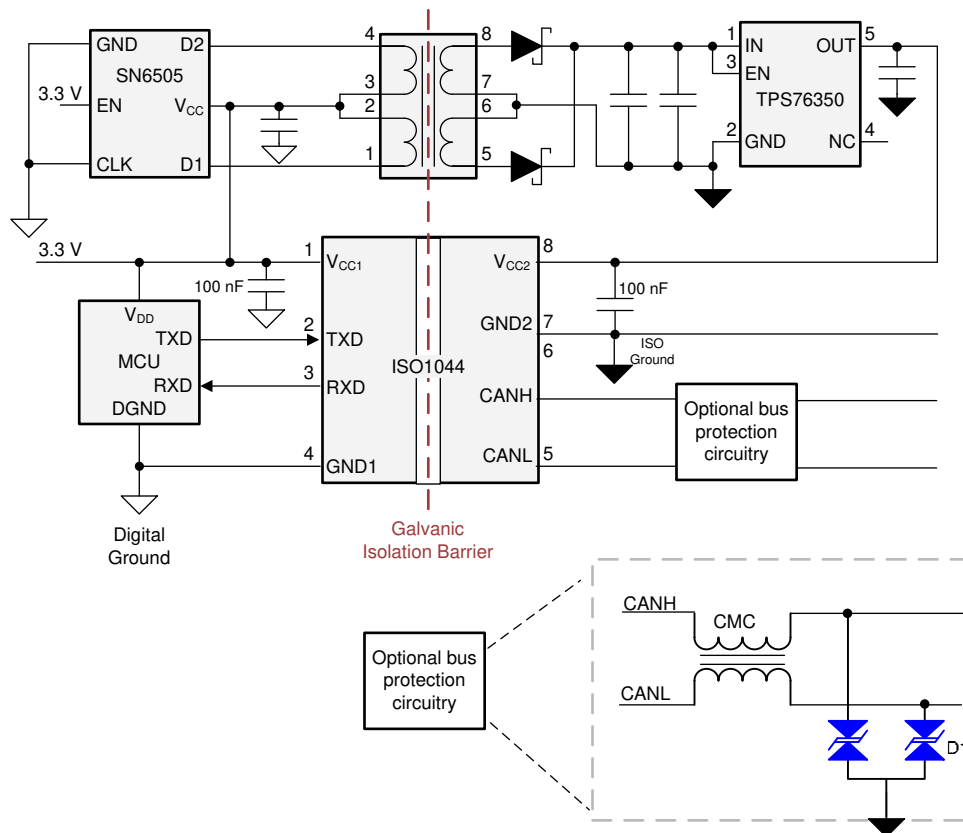 GND
D2
SN6505
3.3 V
EN
VCC
CLK
D1
4
3
2
1
8
7
6
5
1
3
2
IN
EN
GND
OUT
TPS76350
NC
5
4
3.3 V
100 nF
VDD
TXD
MCU
RXD
DGND
Digital
Ground
1
2
3
4
VCC1
TXD
RXD
GND1
ISO1044
VCC2
GND2
CANH
CANL
8
7
6
5
100 nF
ISO
Ground
Optional bus
protection
circuitry
Galvanic
Isolation Barrier
Optional bus
protection
circuitry
CANH
CMC
CANL